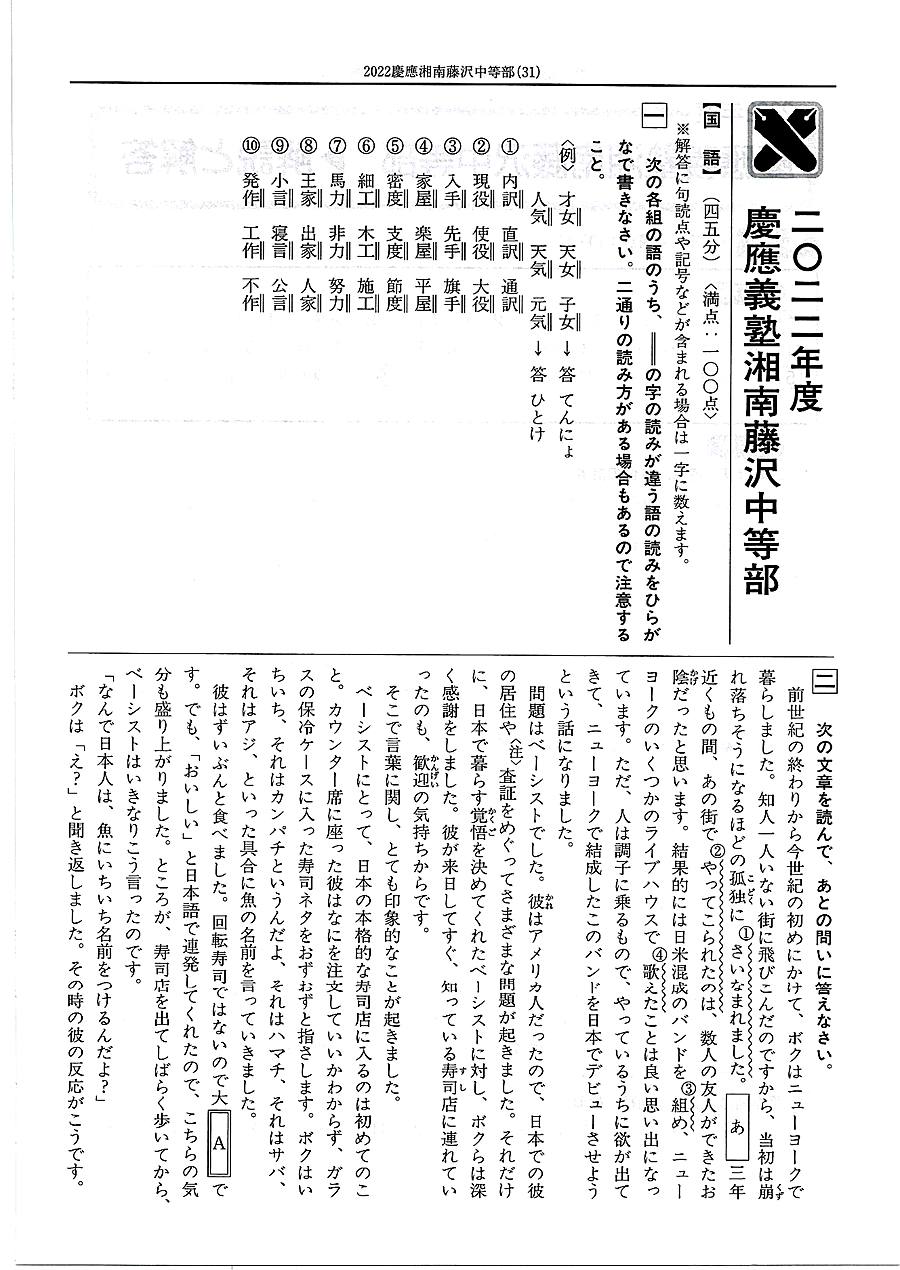 2022慶應湘南藤沢中等部(31)
二〇二二年度
慶應義塾湘南藤沢中等部
【国語】(四五分)〈満点:一〇〇点〉
※解答に句読点や記号などが含まれる場合は一字に数えます。
一 次の各組の語のうち、＝の字の読みが違う語の読みをひらが
なで書きなさい。二通りの読み方がある場合もあるので注意する
こと。
〈例〉 才女 天女 子女 → 答 てんにょ
人気 天気 元気 → 答 ひとけ
① 内訳 直訳 通訳
② 現役 使役 大役
③ 入手 先手 旗手
④ 家屋 楽屋 平屋
⑤ 密度 支度 節度
⑥ 細工 木工 施工
⑦ 馬力 非力 努力
⑧ 王家 出家 人家
⑨ 小言 寝言 公言
⑩ 発作 工作 不作
二 次の文章を読んで、あとの問いに答えなさい。
前世紀の終わりから今世紀の初めにかけて、ボクはニューヨークで
暮らしました。知人一人いない街に飛びこんだのですから、当初は崩くず
れ落ちそうになるほどの孤独こどくに①さいなまれました。 あ 三年
近くもの間、あの街で②やってこられたのは、数人の友人ができたお
陰かげだったと思います。結果的には日米混成のバンドを③組め、ニュー
ヨークのいくつかのライブハウスで④歌えたことは良い思い出になっ
ています。ただ、人は調子に乗るもので、やっているうちに欲が出て
きて、ニューヨークで結成したこのバンドを日本でデビューさせよう
という話になりました。
問題はベーシストでした。彼かれはアメリカ人だったので、日本での彼
の居住や〈注〉査証をめぐってさまざまな問題が起きました。それだけ
に、日本で暮らす覚悟かくごを決めてくれたベーシストに対し、ボクらは深
く感謝をしました。彼が来日してすぐ、知っている寿司すし店に連れてい
ったのも、歓迎かんげいの気持ちからです。
そこで言葉に関し、とても印象的なことが起きました。
ベーシストにとって、日本の本格的な寿司店に入るのは初めてのこ
と。カウンター席に座った彼はなにを注文していいかわからず、ガラ
スの保冷ケースに入った寿司ネタをおずおずと指さします。ボクはい
ちいち、それはカンパチというんだよ、それはハマチ、それはサバ、
それはアジ、といった具合に魚の名前を言っていきました。
彼はずいぶんと食べました。回転寿司ではないので大 A で
す。でも、「おいしい」と日本語で連発してくれたので、こちらの気
分も盛り上がりました。ところが、寿司店を出てしばらく歩いてから、
ベーシストはいきなりこう言ったのです。
「なんで日本人は、魚にいちいち名前をつけるんだよ?」
ボクは「え?」と聞き返しました。その時の彼の反応がこうです。